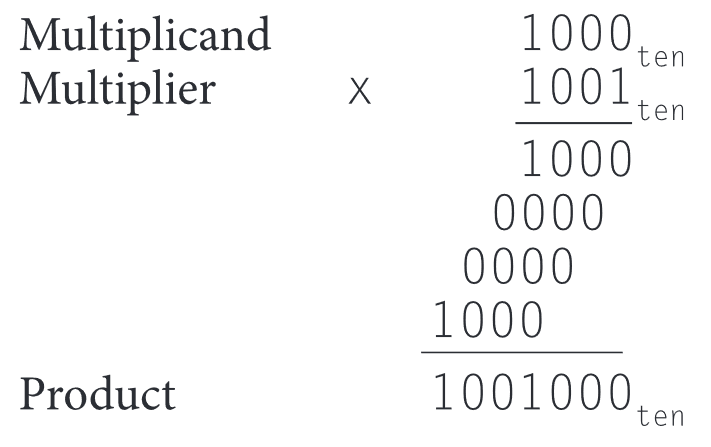 Multiplicand 1000ten
Multiplier x 1001ten
1000
0000
0000
1000
Product 1001000ten